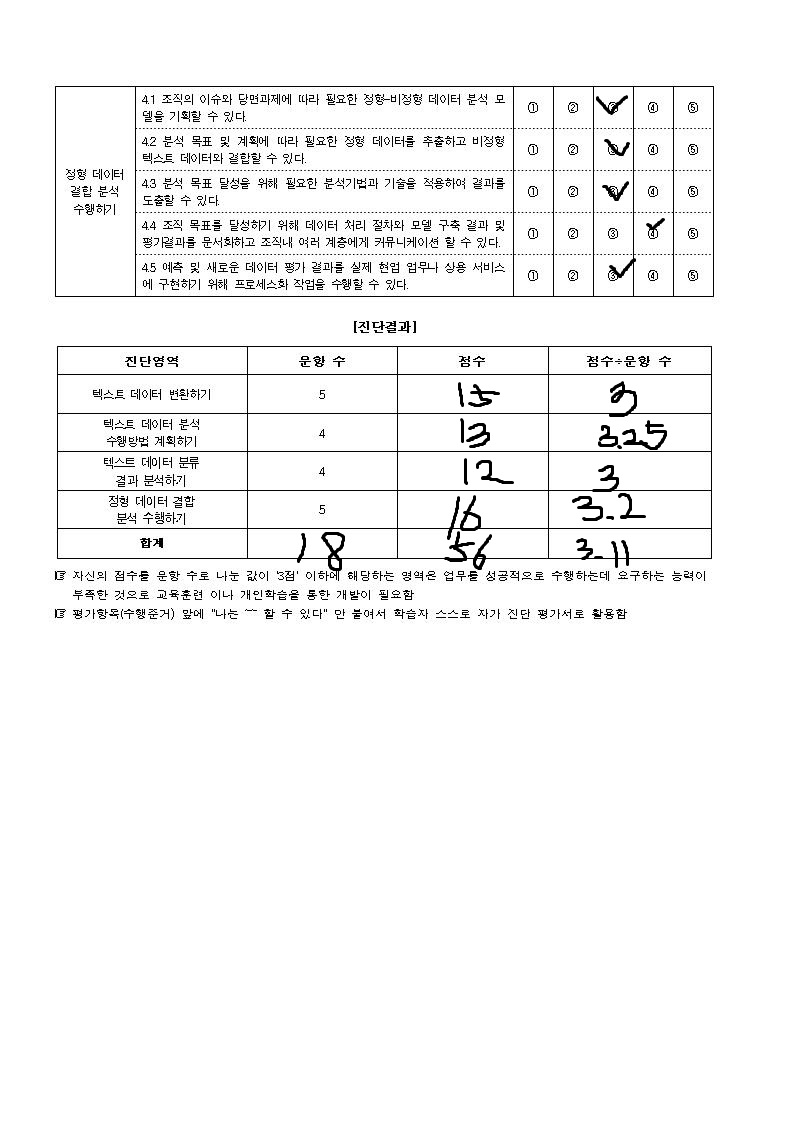 4.1 조직의 이슈와 당면과제에 따라 필요한 정형-비정형 데이터 분석 모 ① ② ③ ④ ⑤
델을 기획할 수 있다.
4.2 분석 목표 및 계획에 따라 필요한 정형 데이터를 추출하고 비정형 ① ② ③ ④ ⑤
텍스트 데이터와 결합할 수 있다.
정형 데이터
결합 분석
수행하기
4.3 분석 목표 달성을 위해 필요한 분석기법과 기술을 적용하여 결과를 ① ② ③ ④ ⑤
도출할 수 있다.
4.4 조직 목표를 달성하기 위해 데이터 처리 절차와 모델 구축 결과 및 ① ② ③ ④ ⑤
평가결과를 문서화하고 조직내 여러 계층에게 커뮤니케이션 할 수 있다.
4.5 예측 및 새로운 데이터 평가 결과를 실제 현업 업무나 상용 서비스 ① ② ③ ④ ⑤
에 구현하기 위해 프로세스화 작업을 수행할 수 있다.
[진단결과]
진단영역 문항 수 점수 점수÷문항 수
텍스트 데이터 변환하기 5 15 3
텍스트 데이터 분석
수행방법 계획하기 4 13 3.25
텍스트 데이터 분류
결과 분석하기 4 12 3
정형 데이터 결합
분석 수행하기 5 16 3.2
합계 18 56 3.11
☞ 자신의 점수를 문항 수로 나눈 값이 '3점' 이하에 해당하는 영역은 업무를 성공적으로 수행하는데 요구하는 능력이
부족한 것으로 교육훈련 이나 개인학습을 통한 개발이 필요함
☞ 평가항목(수행준거) 앞에 "나는 ~~ 할 수 있다" 만 붙여서 학습자 스스로 자가 진단 평가서로 활용함